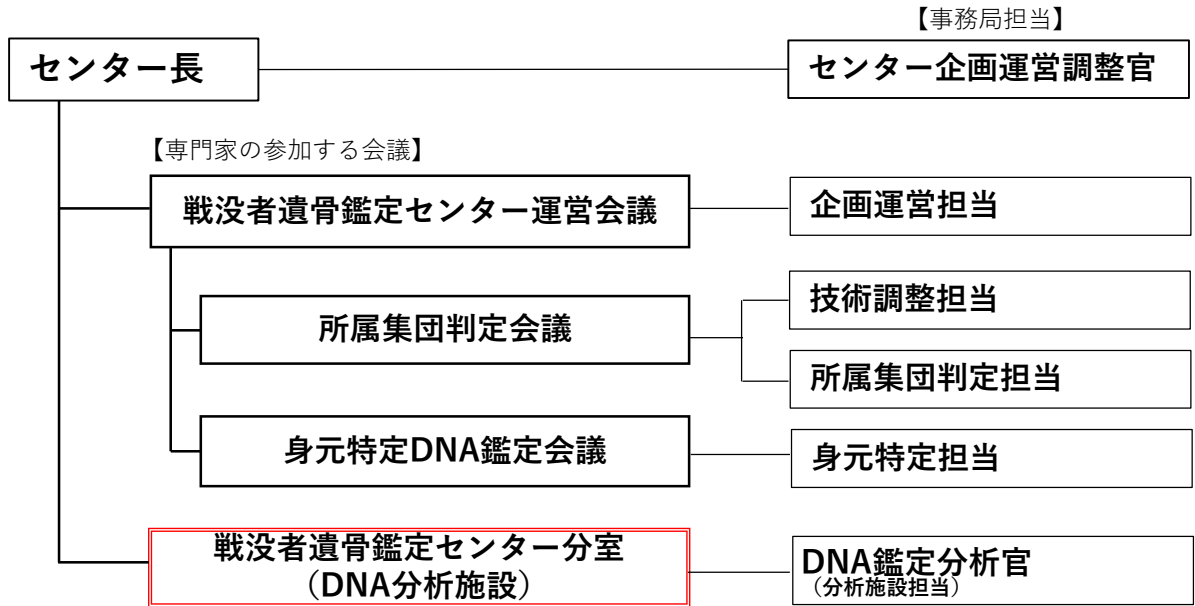 【事務局担当】
センター長
センター企画運営調整官
【専門家の参加する会議】
戦没者遺骨鑑定センター運営会議
企画運営担当
所属集団判定会議
技術調整担当
所属集団判定担当
身元特定DNA鑑定会議
身元特定担当
戦没者遺骨鑑定センター分室
（DNA分析施設）
DNA鑑定分析官
（分析施設担当）